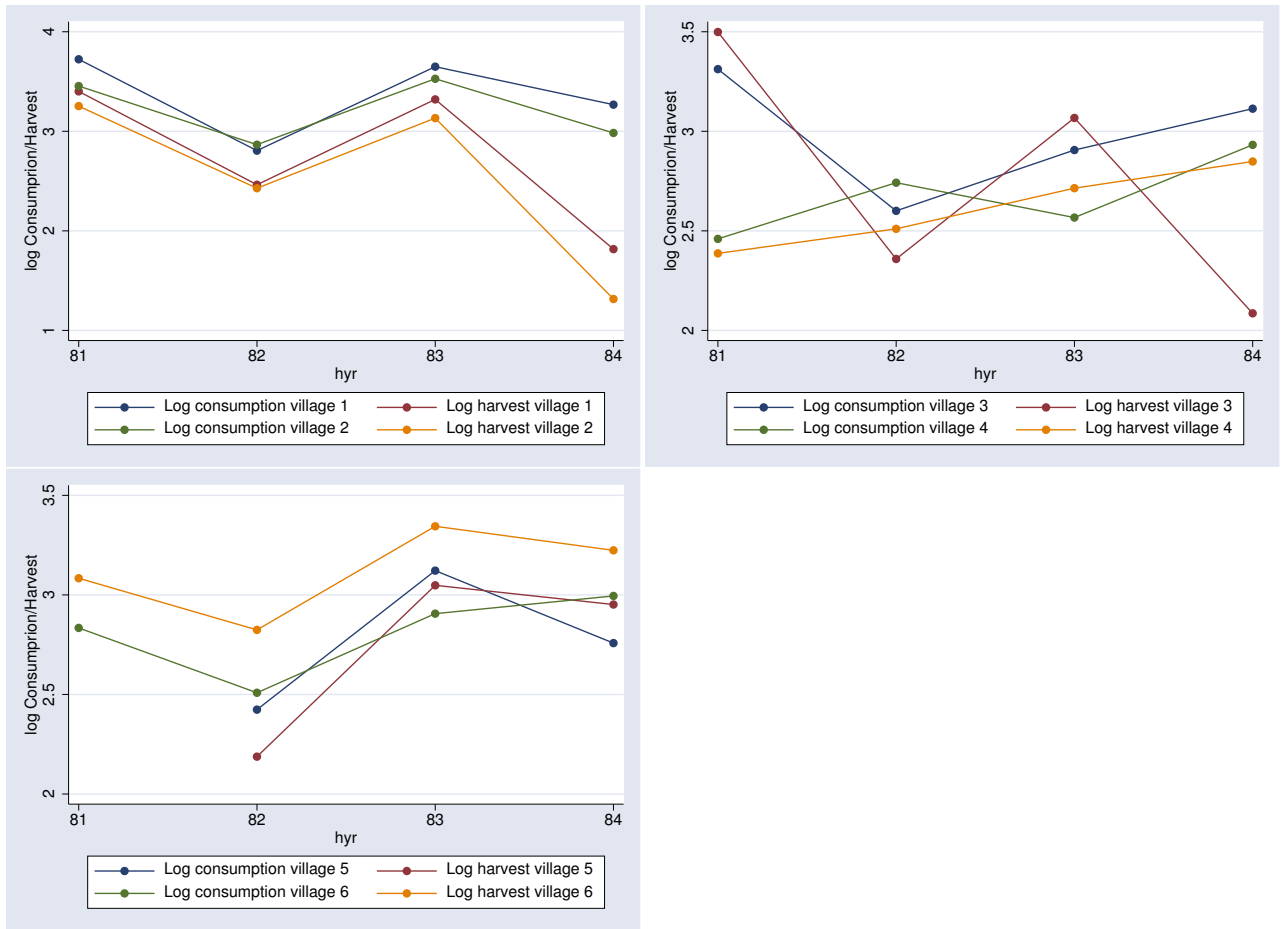 log Consumprion/Harvest
4
3
2
1
81 82 83 84
hyr
Log consumption village 1 Log harvest village 1
Log consumption village 2 Log harvest village 2
log Consumprion/Harvest
3.5
3
2.5
2
81 82 83 84
hyr
Log consumption village 3 Log harvest village 3
Log consumption village 4 Log harvest village 4
log Consumprion/Harvest
3.5
3
2.5
2
81 82 83 84
hyr
Log consumption village 5 Log harvest village 5
Log consumption village 6 Log harvest village 6